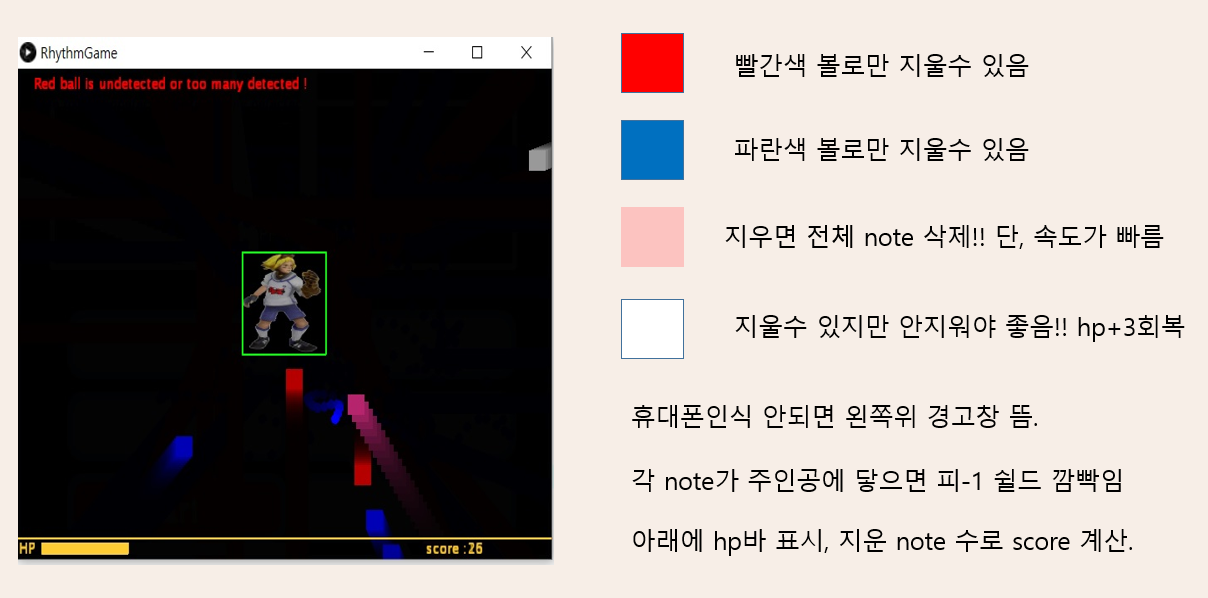 RhythmGame
Red ball is undetected or too many detected !
HP
score :26
빨간색 볼로만 지울수 있음
파란색 볼로만 지울수 있음
지우면 전체 note 삭제!! 단, 속도가 빠름
지울수 있지만 안지워야 좋음!! hp+3회복
휴대폰인식 안되면 왼쪽위 경고창 뜸.
각 note가 주인공에 닿으면 피-1 쉴드 깜빡임
아래에 hp바 표시, 지운 note 수로 score 계산.